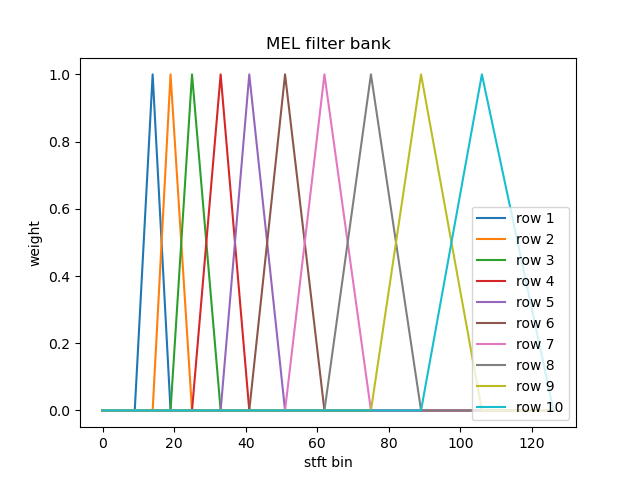 MEL filter bank
weight
1.0
0.8
0.6
0.4
0.2
0.0
0
20
40
60
80
100
120
stft bin
row 1
row 2
row 3
row 4
row 5
row 6
row 7
row 8
row 9
row 10